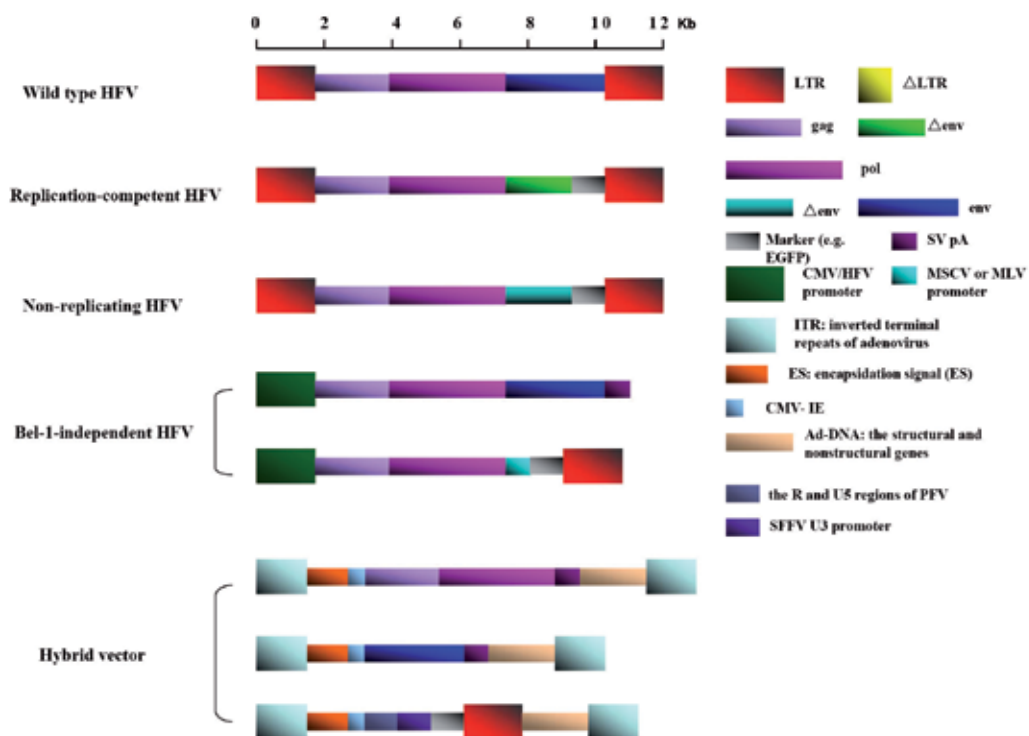 0 2 4 6 8 10 12 Kb
Wild type HFV
Replication-competent HFV
Non-replicating HFV
Bel-1-independent HFV
Hybrid vector
LTR
△LTR
gag
△env
pol
△env
env
Marker (e.g.
EGFP)
SV pA
CMV/HFV
promoter
MSCV or MLV
promoter
ITR: inverted terminal
repeats of adenovirus
ES: encapsidation signal (ES)
CMV- IE
Ad-DNA: the structural and
nonstructural genes
the R and U5 regions of PFV
SFFV U3 promoter